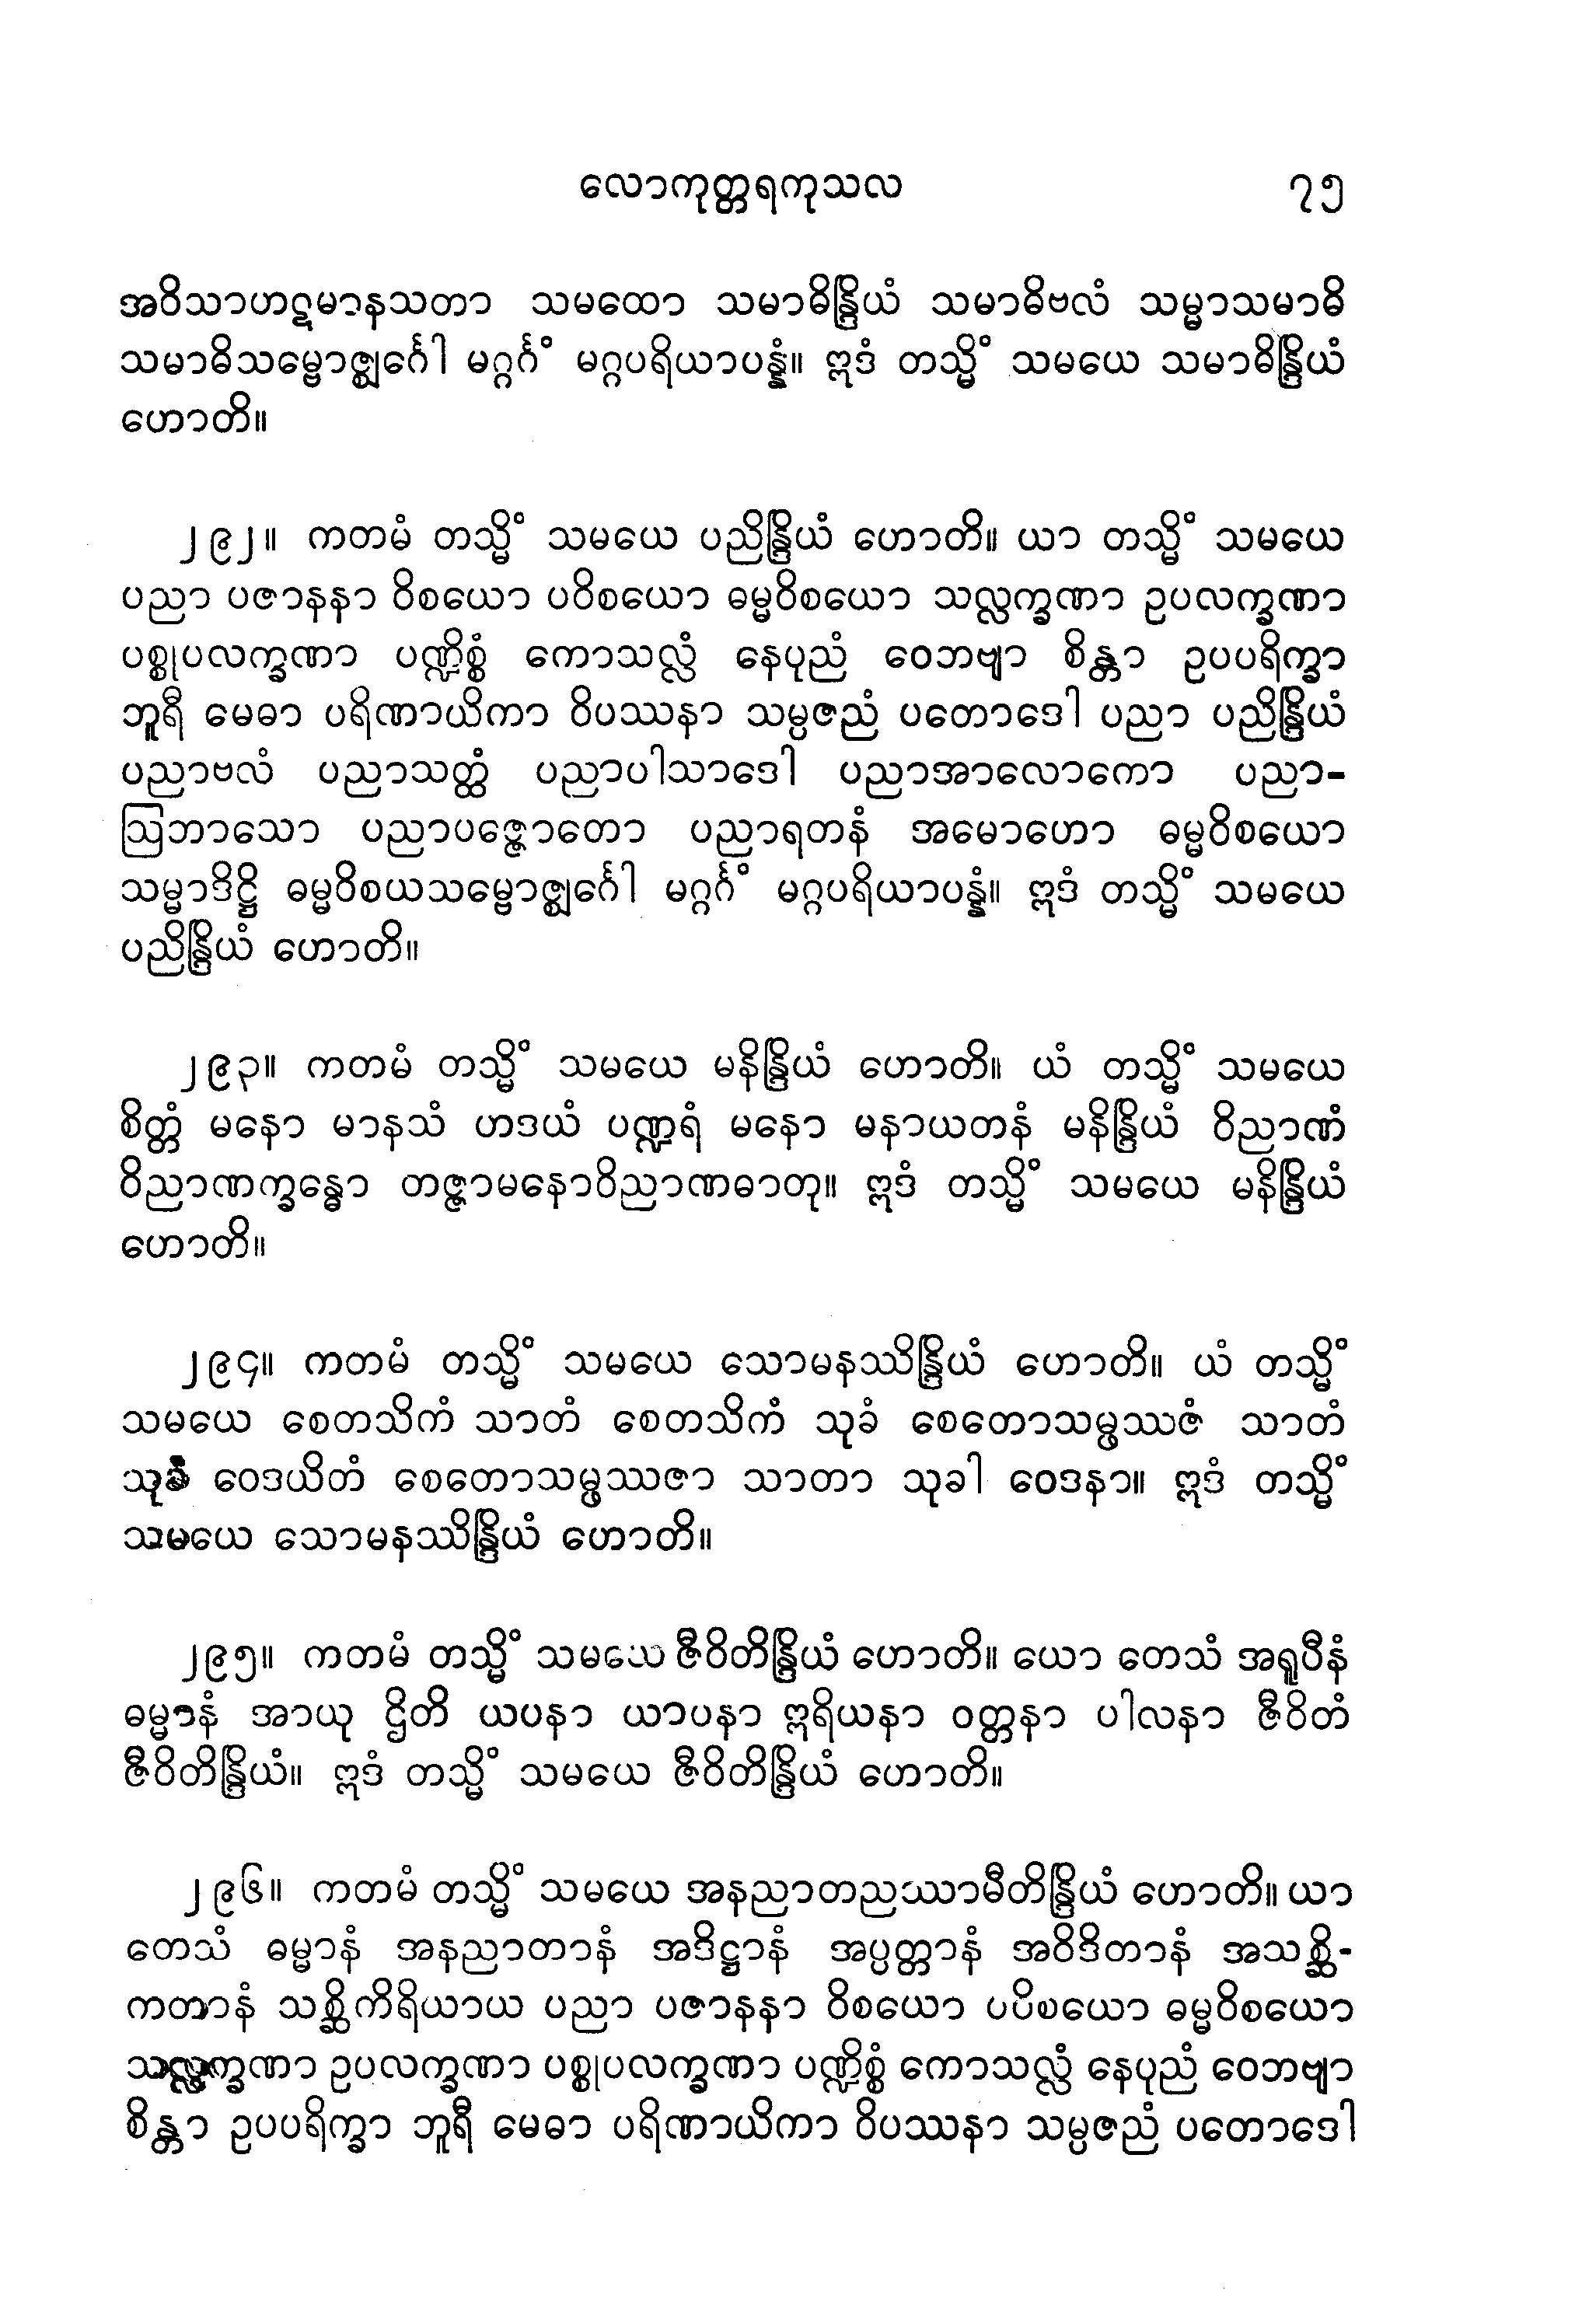 လောကုတ္တရကုသလ ၇၅
အဝိသာဟဋမာနသတာ သမထော သမာဓိန္ဒြိယံ သမာဓိဗလံ သမ္မာသမာဓိ
သမာဓိသမ္ဗောဇ္ဈင်္ဂေါ မဂ္ဂင်္ဂံ မဂ္ဂပရိယာပန္နံ။ ဣဒံ တသ္မိံ သမယေ သမာဓိန္ဒြိယံ
ဟောတိ။
၂၉၂။ ကတမံ တသ္မိံ သမယေ ပညိန္ဒြိယံ ဟောတိ။ ယာ တသ္မိံ သမယေ
ပညာ ပဇာနနာ ဝိစယော ပဝိစယော ဓမ္မဝိစယော သလ္လက္ခဏာ ဥပလက္ခဏာ
ပစ္စုပလက္ခဏာ ပဏ္ဍိစ္စံ ကောသလ္လံ နေပုညံ ဝေဘဗျာ စိန္တာ ဥပပရိက္ခာ
ဘူရီ မေဓာ ပရိဏာယိကာ ဝိပဿနာ သမ္ပဇညံ ပတောဒေါ ပညာ ပညိန္ဒြိယံ
ပညာဗလံ ပညာသတ္ထံ ပညာပါသာဒေါ ပညာအာလောကော ပညာ-
ဩဘာသော ပညာပဇ္ဇောတော ပညာရတနံ အမောဟော ဓမ္မဝိစယော
သမ္မာဒိဋ္ဌိ ဓမ္မဝိစယသမ္ဗောဇ္ဈင်္ဂေါ မဂ္ဂင်္ဂံ မဂ္ဂပရိယာပန္နံ။ ဣဒံ တသ္မိံ သမယေ
ပညိန္ဒြိယံ ဟောတိ။
၂၉၃။ ကတမံ တသ္မိံ သမယေ မနိန္ဒြိယံ ဟောတိ။ ယံ တသ္မိံ သမယေ
စိတ္တံ မနော မာနသံ ဟဒယံ ပဏ္ဍရံ မနော မနာယတနံ မနိန္ဒြိယံ ဝိညာဏံ
ဝိညာဏက္ခန္ဓော တဇ္ဇာမနောဝိညာဏဓာတု။ ဣဒံ တသ္မိံ သမယေ မနိန္ဒြိယံ
ဟောတိ။
၂၉၄။ ကတမံ တသ္မိံ သမယေ သောမနဿိန္ဒြိယံ ဟောတိ။ ယံ တသ္မိံ
သမယေ စေတသိကံ သာတံ စေတသိကံ သုခံ စေတောသမ္ဖဿဇံ သာတံ
သုခံ ဝေဒယိတံ စေတောသမ္ဖဿဇာ သာတာ သုခါ ဝေဒနာ။ ဣဒံ တသ္မိံ
သမယေ သောမနဿိန္ဒြိယံ ဟောတိ။
၂၉၅။ ကတမံ တသ္မိံ သမယေ ဇီဝိတိန္ဒြိယံ ဟောတိ။ ယော တေသံ အရူပီနံ
ဓမ္မာနံ အာယု ဌိတိ ယပနာ ယာပနာ ဣရိယနာ ဝတ္တနာ ပါလနာ ဇီဝိတံ
ဇီဝိတိန္ဒြိယံ။ ဣဒံ တသ္မိံ သမယေ ဇီဝိတိန္ဒြိယံ ဟောတိ။
၂၉၆။ ကတမံ တသ္မိံ သမယေ အနညာတညဿာမီတိန္ဒြိယံ ဟောတိ။ ယာ
တေသံ ဓမ္မာနံ အနညာတာနံ အဒိဋ္ဌာနံ အပ္ပတ္တာနံ အဝိဒိတာနံ အသစ္ဆိ-
ကတာနံ သစ္ဆိကိရိယာယ ပညာ ပဇာနနာ ဝိစယော ပဝိစယော ဓမ္မဝိစယော
သလ္လက္ခဏာ ဥပလက္ခဏာ ပစ္စုပလက္ခဏာ ပဏ္ဍိစ္စံ ကောသလ္လံ နေပုညံ ဝေဘဗျာ
စိန္တာ ဥပပရိက္ခာ ဘူရီ မေဓာ ပရိဏာယိကာ ဝိပဿနာ သမ္ပဇညံ ပတောဒေါ